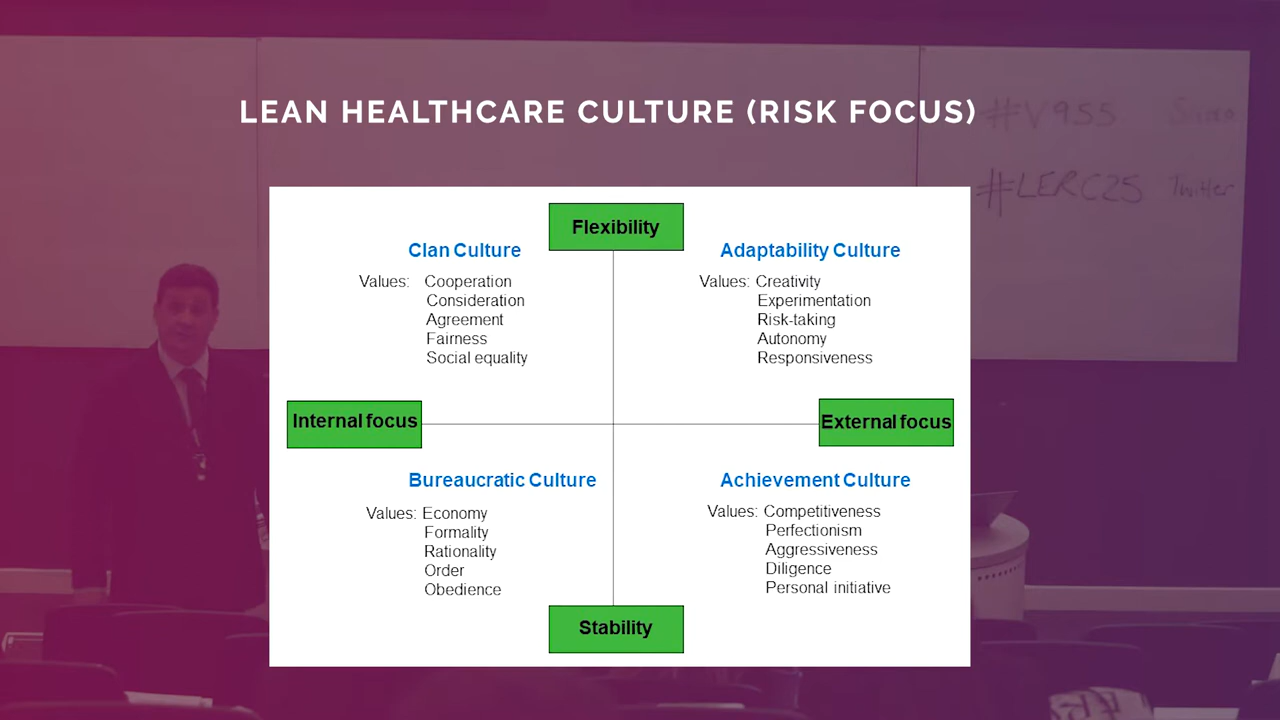 LEAN HEALTHCARE CULTURE (RISK FOCUS)
#V955
#LERC25 Twitter
Flexibility
Clan Culture
Values: Cooperation
Consideration
Agreement
Fairness
Social equality
Adaptability Culture
Values: Creativity
Experimentation
Risk-taking
Autonomy
Responsiveness
Internal focus
External focus
Bureaucratic Culture
Values: Economy
Formality
Rationality
Order
Obedience
Achievement Culture
Values: Competitiveness
Perfectionism
Aggressiveness
Diligence
Personal initiative
Stability